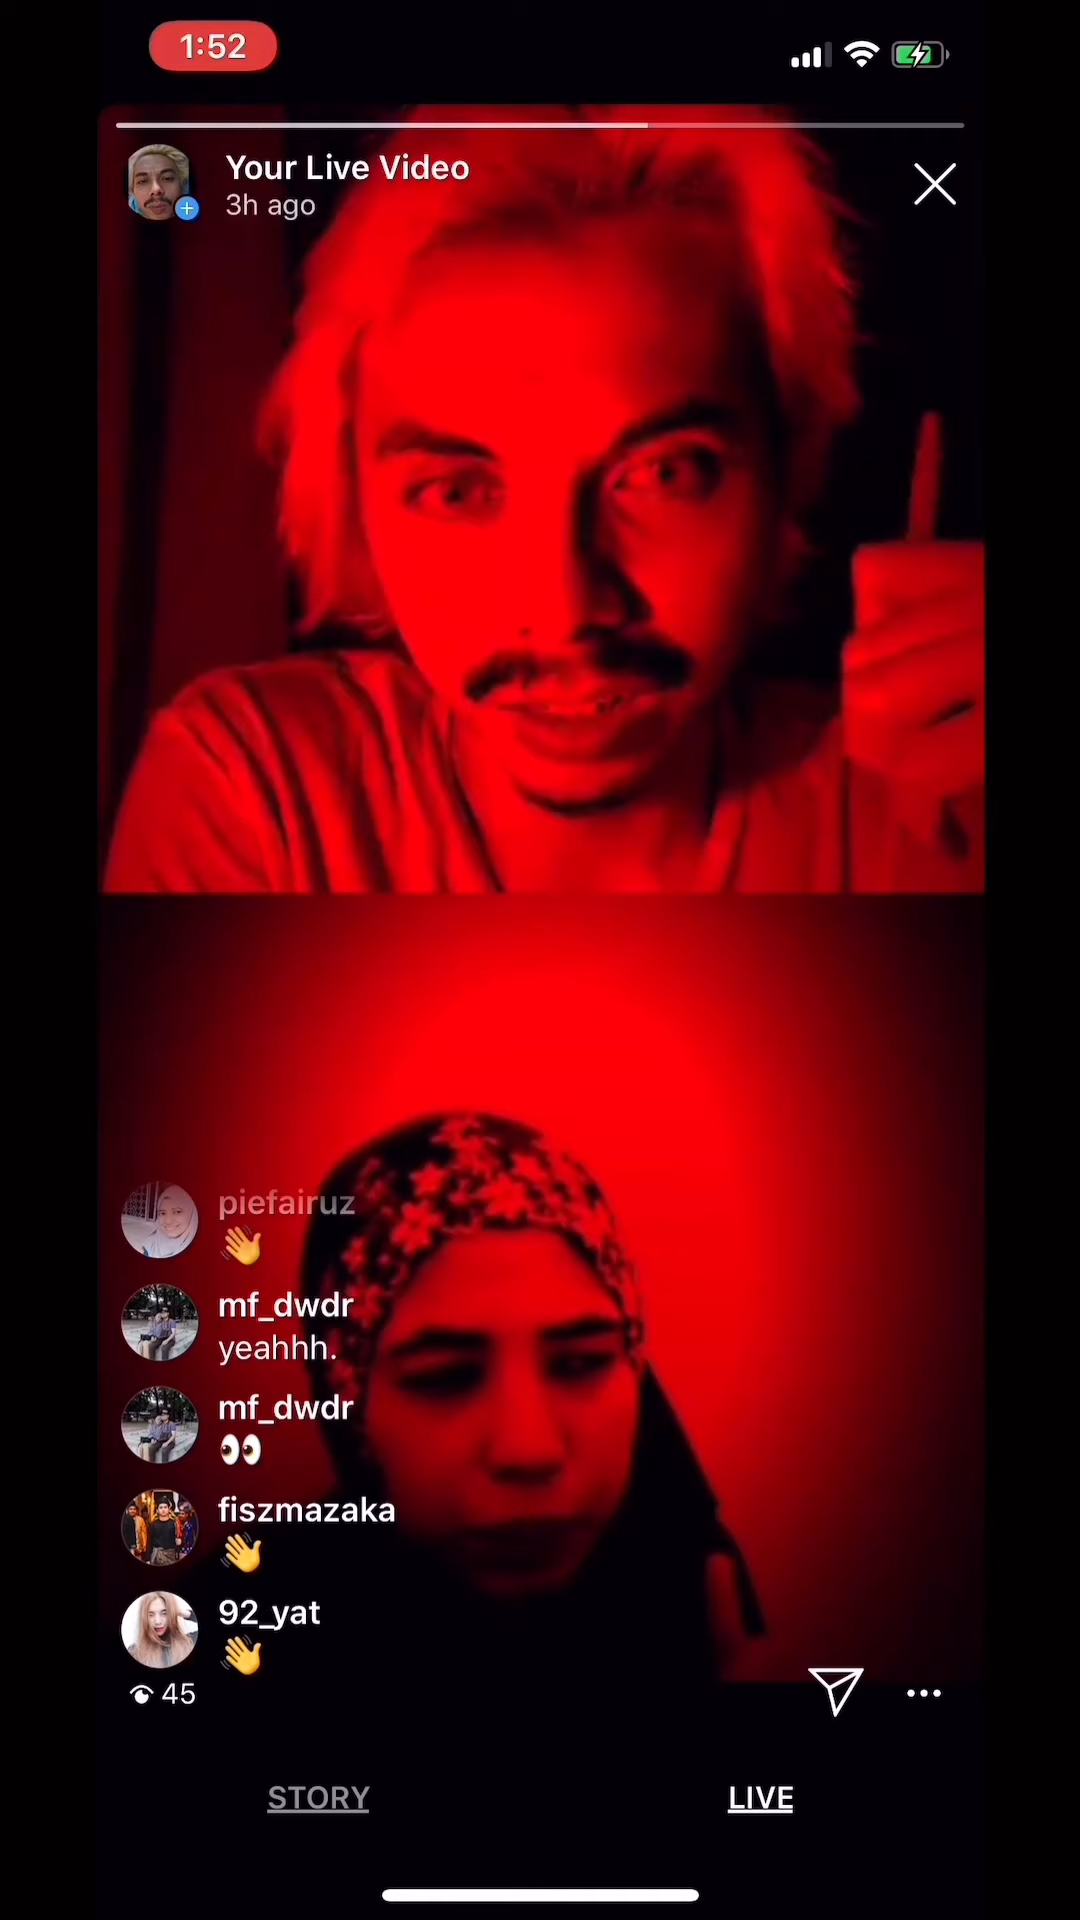 1:52
Your Live Video
3h ago
piefairuz
👋
mf_dwdr
yeahhh.
mf_dwdr
👀
fiszmazaka
👋
92_yat
👋
45
STORY
LIVE